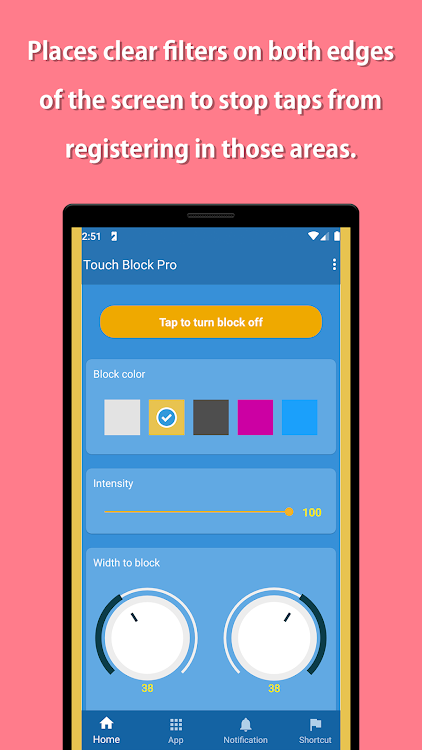 Places clear filters on both edges
of the screen to stop taps from
registering in those areas.
2:51
Touch Block Pro
Tap to turn block off
Block color
Intensity
100
Width to block
38 38
Home App Notification Shortcut